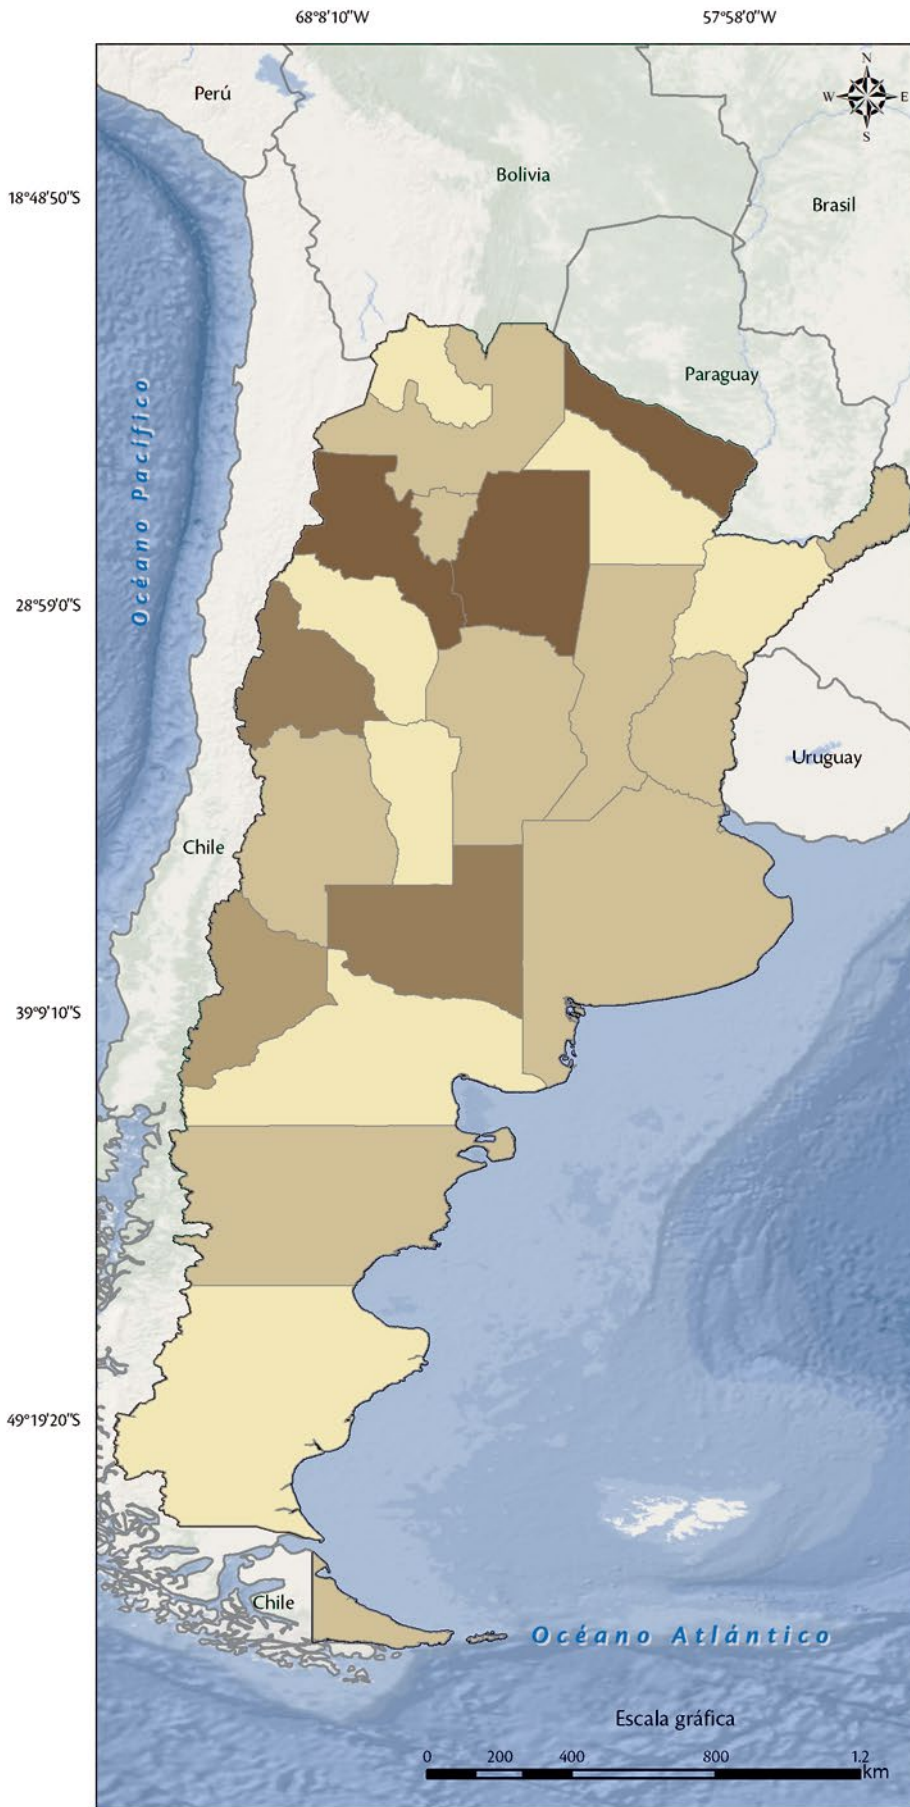 68°8'10"W
57°58'0"W
N
W
E
S
Perú
Bolivia
18°48'50"S
Brasil
Paraguay
Océano Pacífico
28°59'0"S
Uruguay
Chile
39°9'10"S
49°19'20"S
Chile
Océano Atlántico
Escala gráfica
0 200 400 800 1.2
km